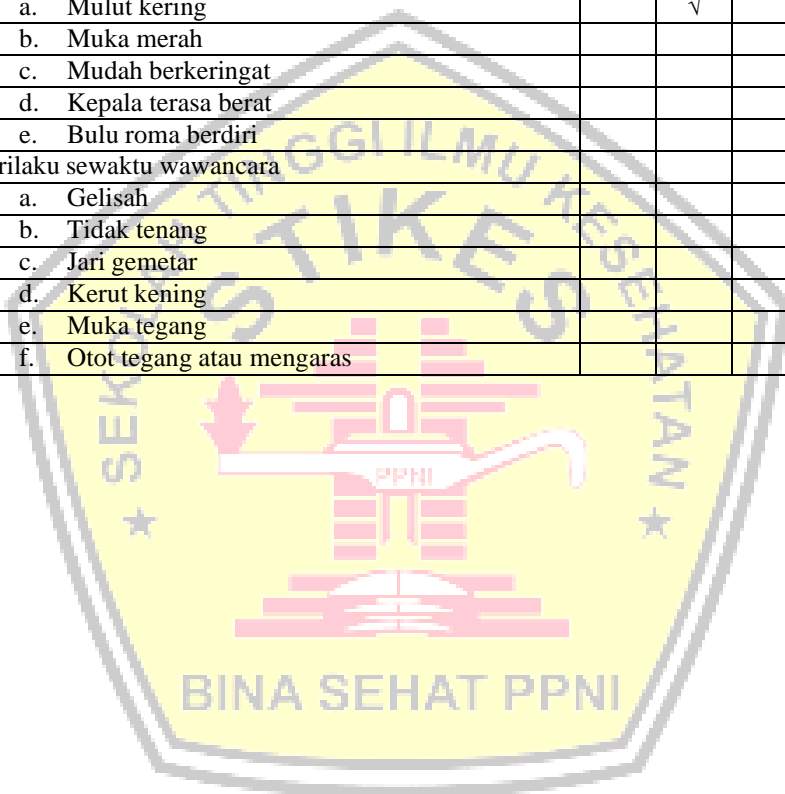 a. Mulut kering √
b. Muka merah
c. Mudah berkeringat
d. Kepala terasa berat
e. Bulu roma berdiri
rilaku sewaktu wawancara
a. Gelisah
b. Tidak tenang
c. Jari gemetar
d. Kerut kening
e. Muka tegang
f. Otot tegang atau mengaras
SEKOLAH TINGGI ILMU KESEHATAN
STIKES
PPNI
BINA SEHAT PPNI